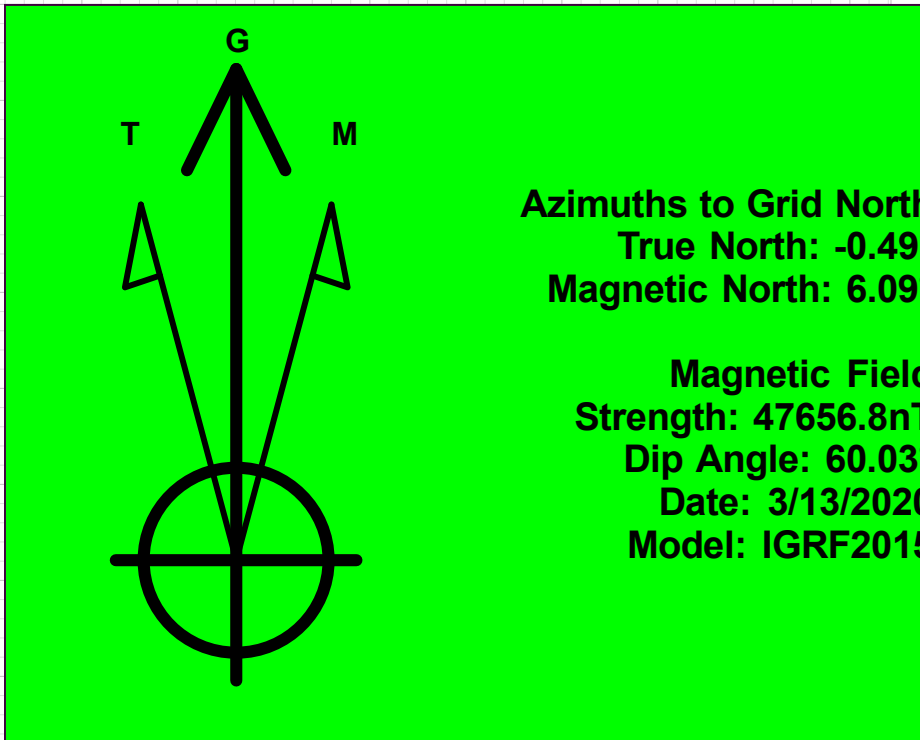 G
T M
Azimuths to Grid North
True North: -0.49
Magnetic North: 6.09
Magnetic Field
Strength: 47656.8nT
Dip Angle: 60.03
Date: 3/13/2020
Model: IGRF2015